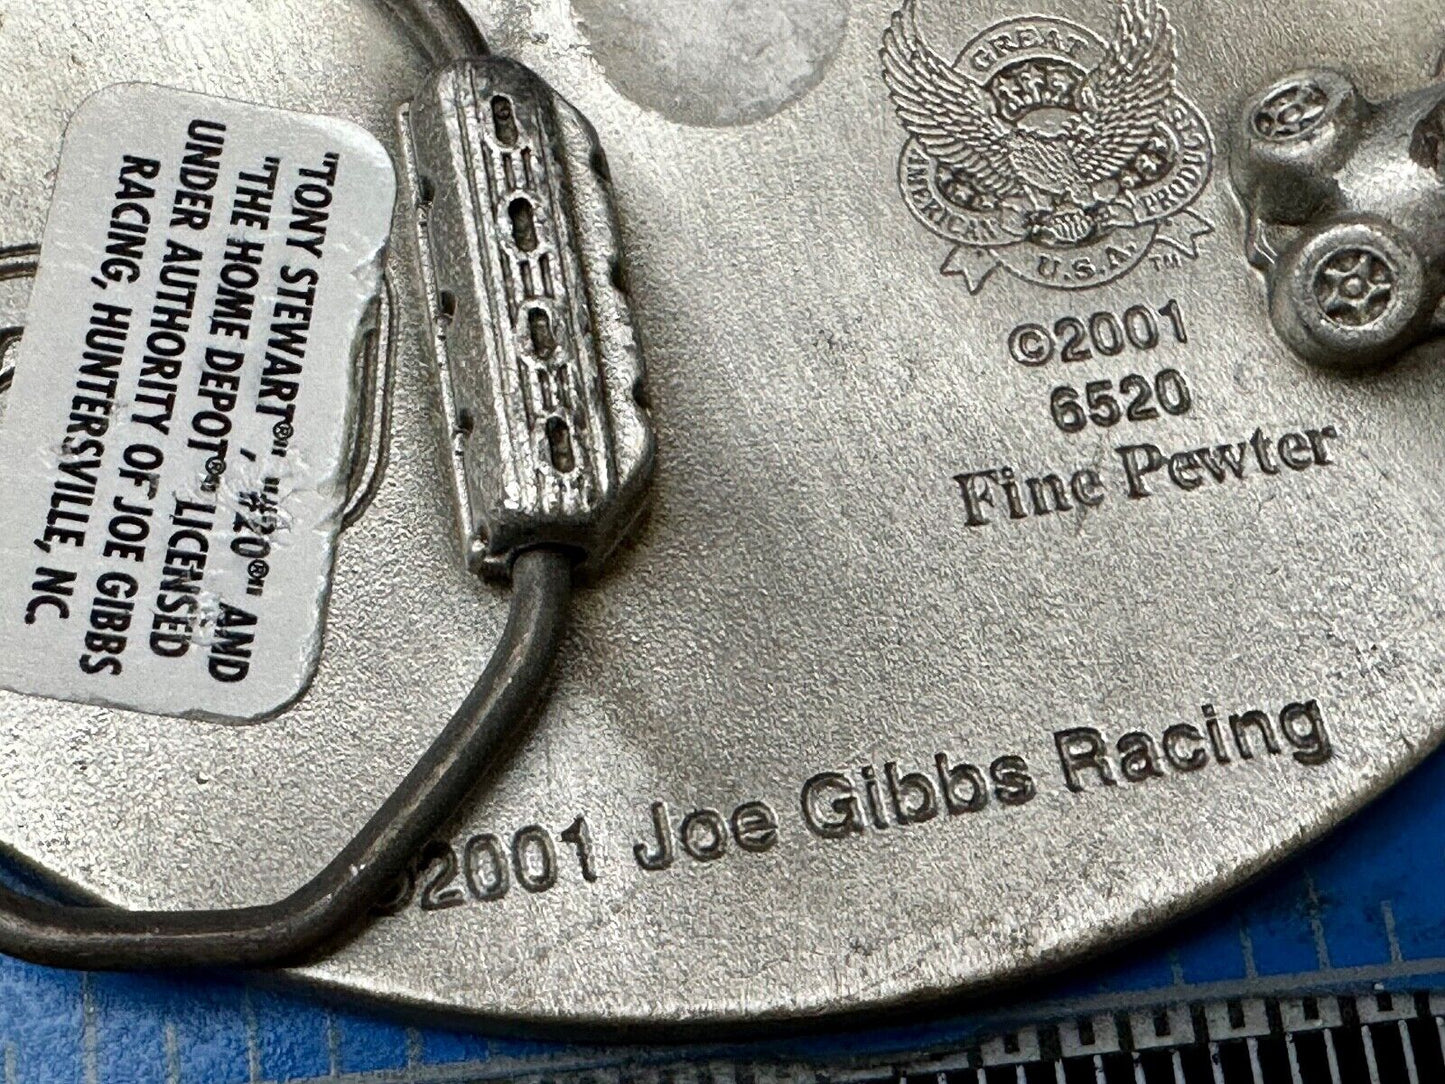 "TONY STEWART®", "#20®" AND
"THE HOME DEPOT®" LICENSED
UNDER AUTHORITY OF JOE GIBBS
RACING, HUNTERSVILLE, NC.
GREAT
AMERICAN PRODUCTS
U.S.A. TM
©2001
6520
Fine Pewter
©2001 Joe Gibbs Racing